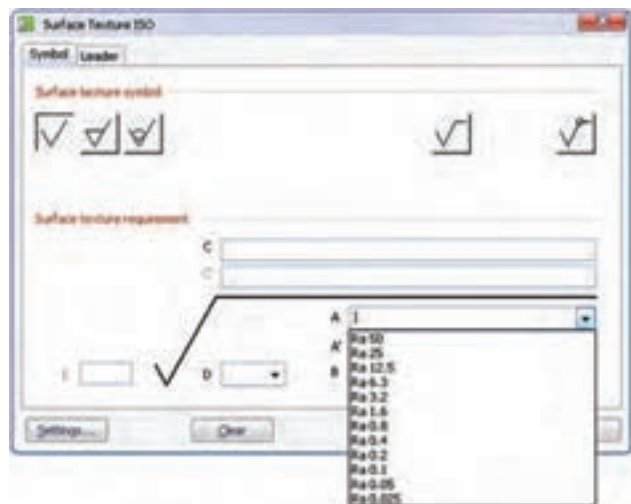 Surface Texture ISO
Symbol Leader
Surface texture symbol
Surface texture requirement
C
C'
A 1
A'
B
D
Ra 50
Ra 25
Ra 12.5
Ra 6.3
Ra 3.2
Ra 1.6
Ra 0.8
Ra 0.4
Ra 0.2
Ra 0.1
Ra 0.05
Ra 0.025
Settings... Clear